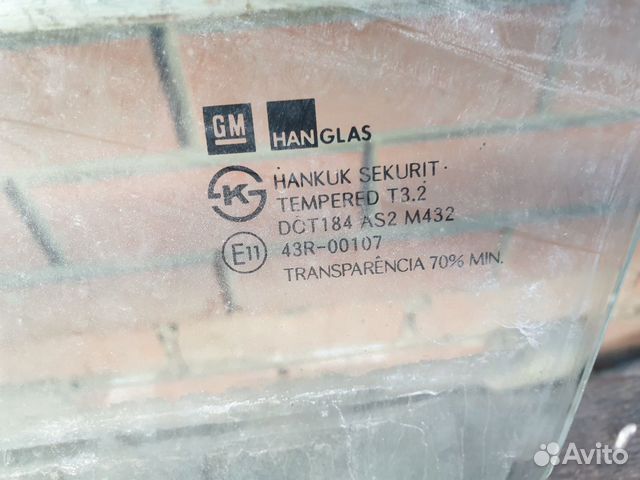 GM HANGLAS
HANKUK SEKURIT
TEMPERED T3.2
DOT184 AS2 M432
E11 43R-00107
TRANSPARÊNCIA 70% MIN.
Avito